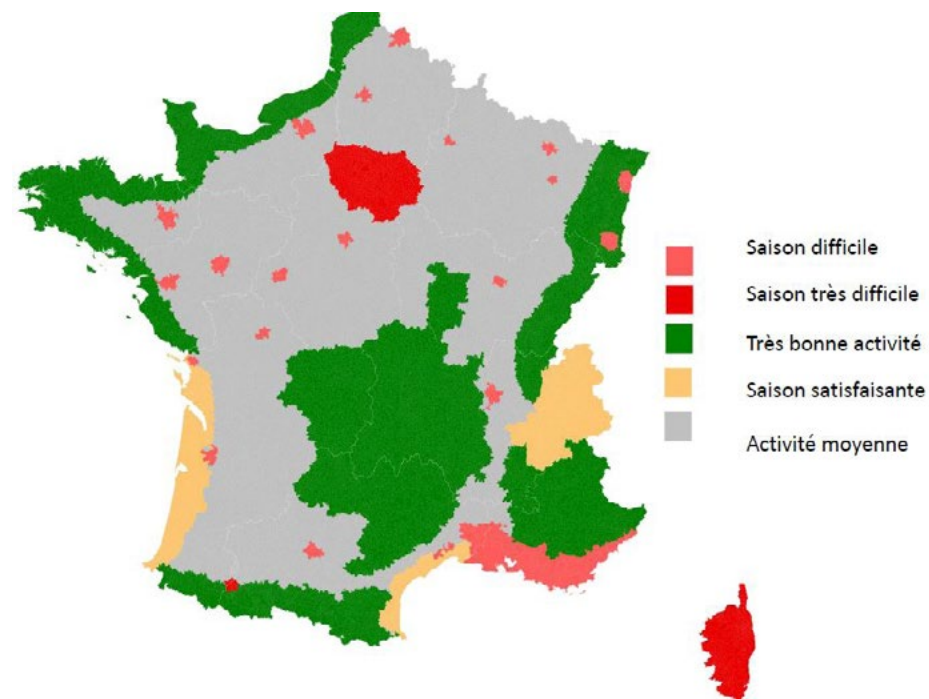 Saison difficile
Saison très difficile
Très bonne activité
Saison satisfaisante
Activité moyenne